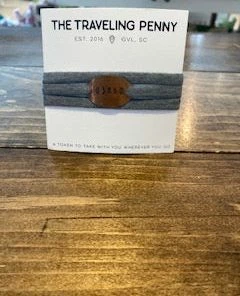 THE TRAVELING PENNY
EST. 2016 GVL, SC
A TOKEN TO TAKE WITH YOU WHEREVER YOU GO